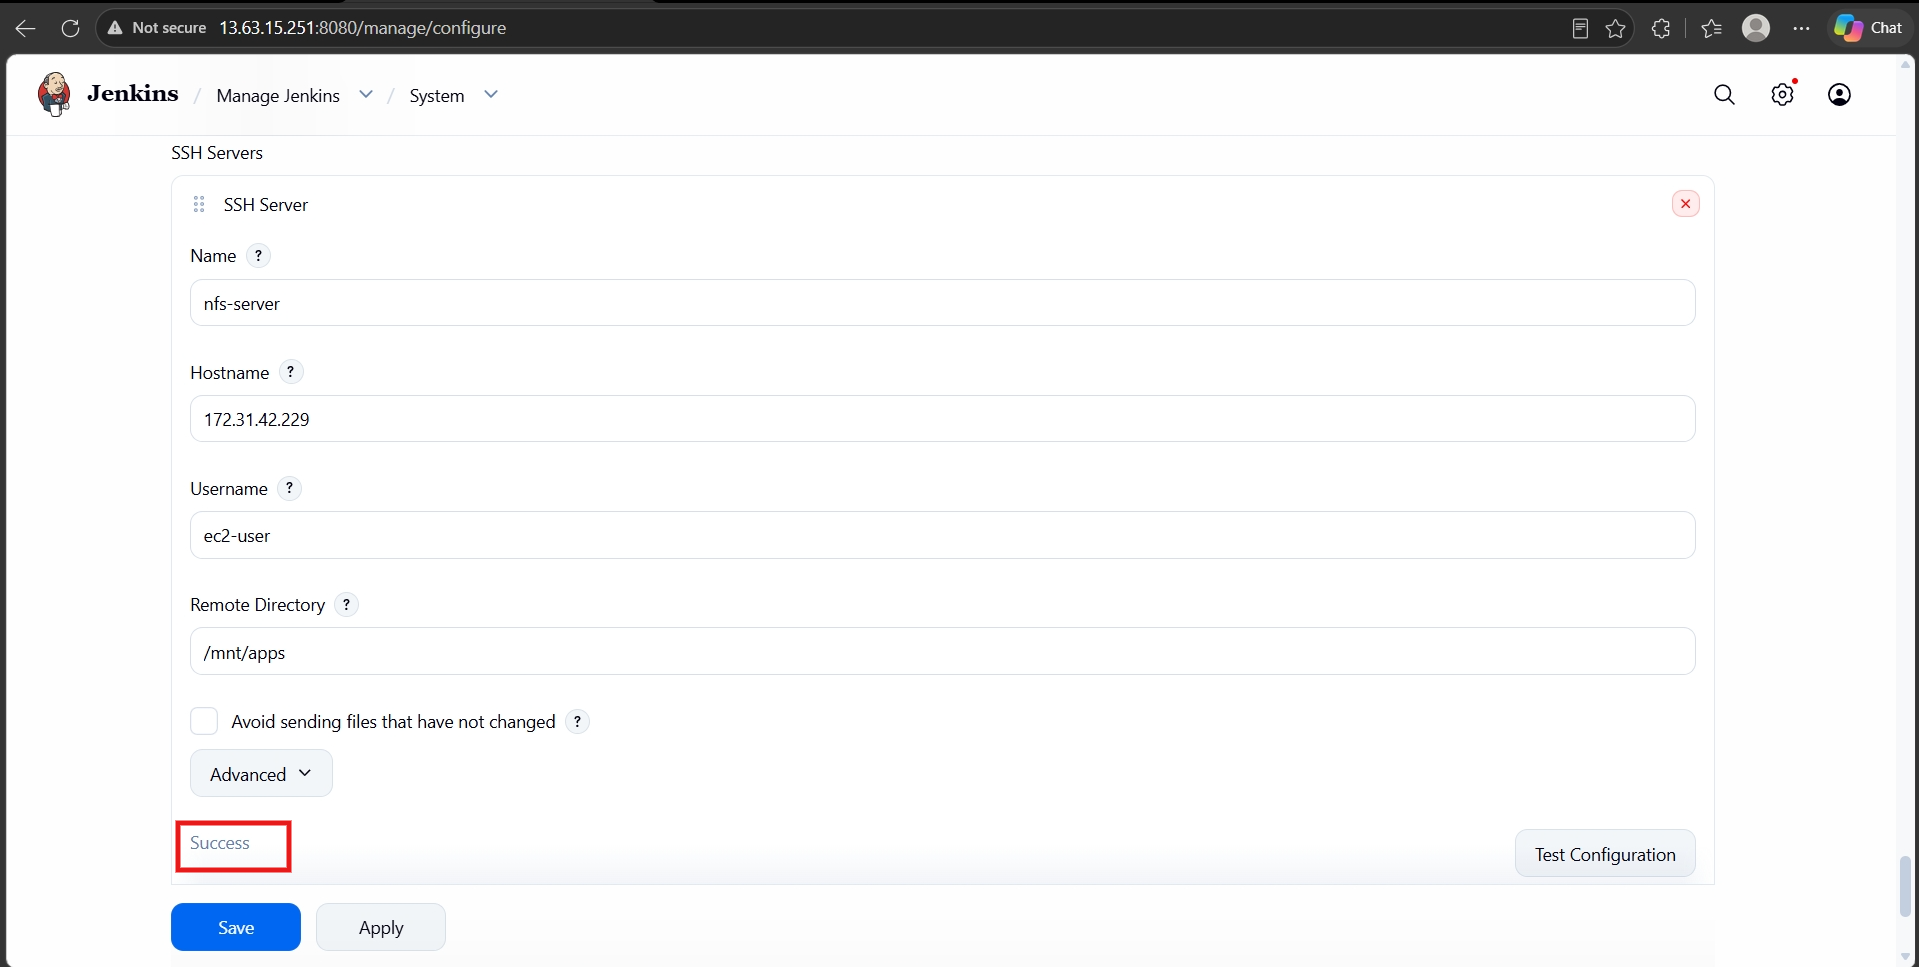 Not secure 13.63.15.251:8080/manage/configure Chat
Jenkins / Manage Jenkins / System
SSH Servers
SSH Server
Name ?
nfs-server
Hostname ?
172.31.42.229
Username ?
ec2-user
Remote Directory ?
/mnt/apps
Avoid sending files that have not changed ?
Advanced
Success
Test Configuration
Save Apply